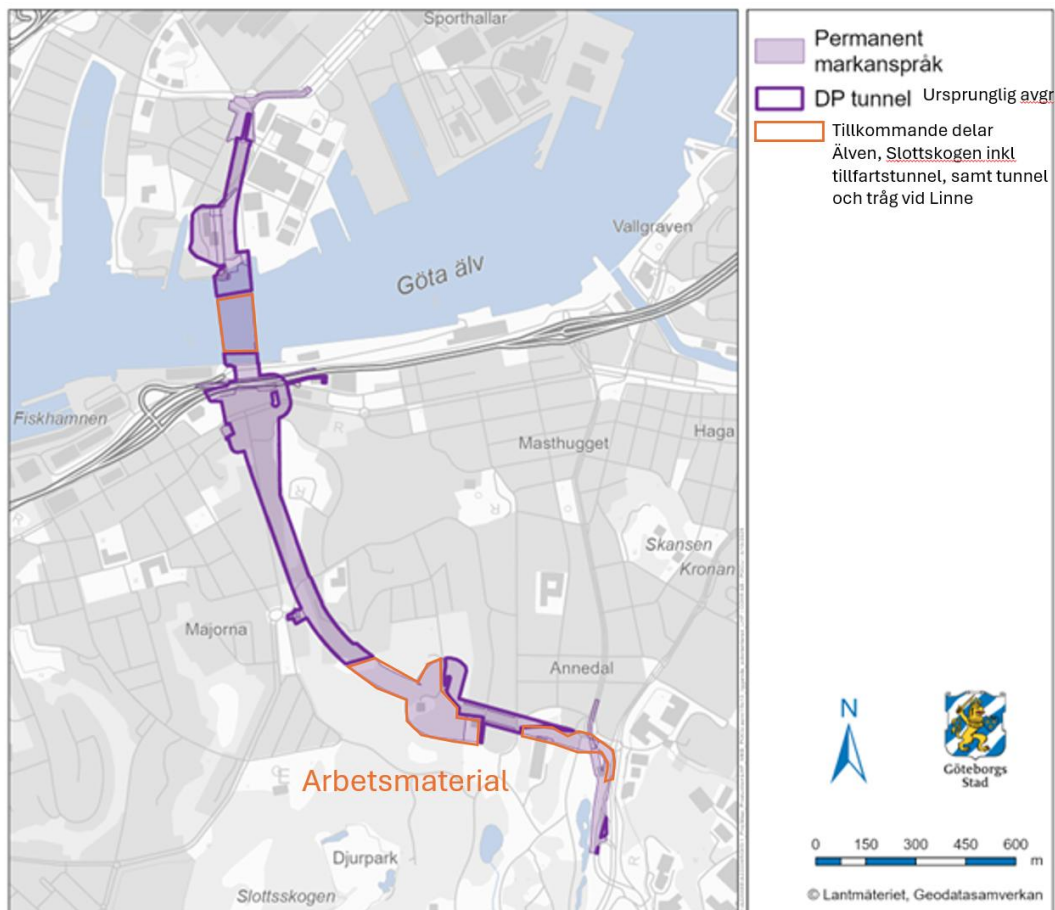 Sporthallar
Vallgraven
Göta älv
Fiskhamnen
Masthugget
Haga
R
R
R
Skansen
Kronan
P
Majorna
Annedal
Arbetsmaterial
Djurpark
R
Slottsskogen
Permanent
markanspråk
DP tunnel Ursprunglig avgr
Tillkommande delar
Älven, Slottskogen inkl
tillfartstunnel, samt tunnel
och tråg vid Linne
N
Göteborgs
Stad
0 150 300 450 600
m
© Lantmäteriet, Geodatasamverkan